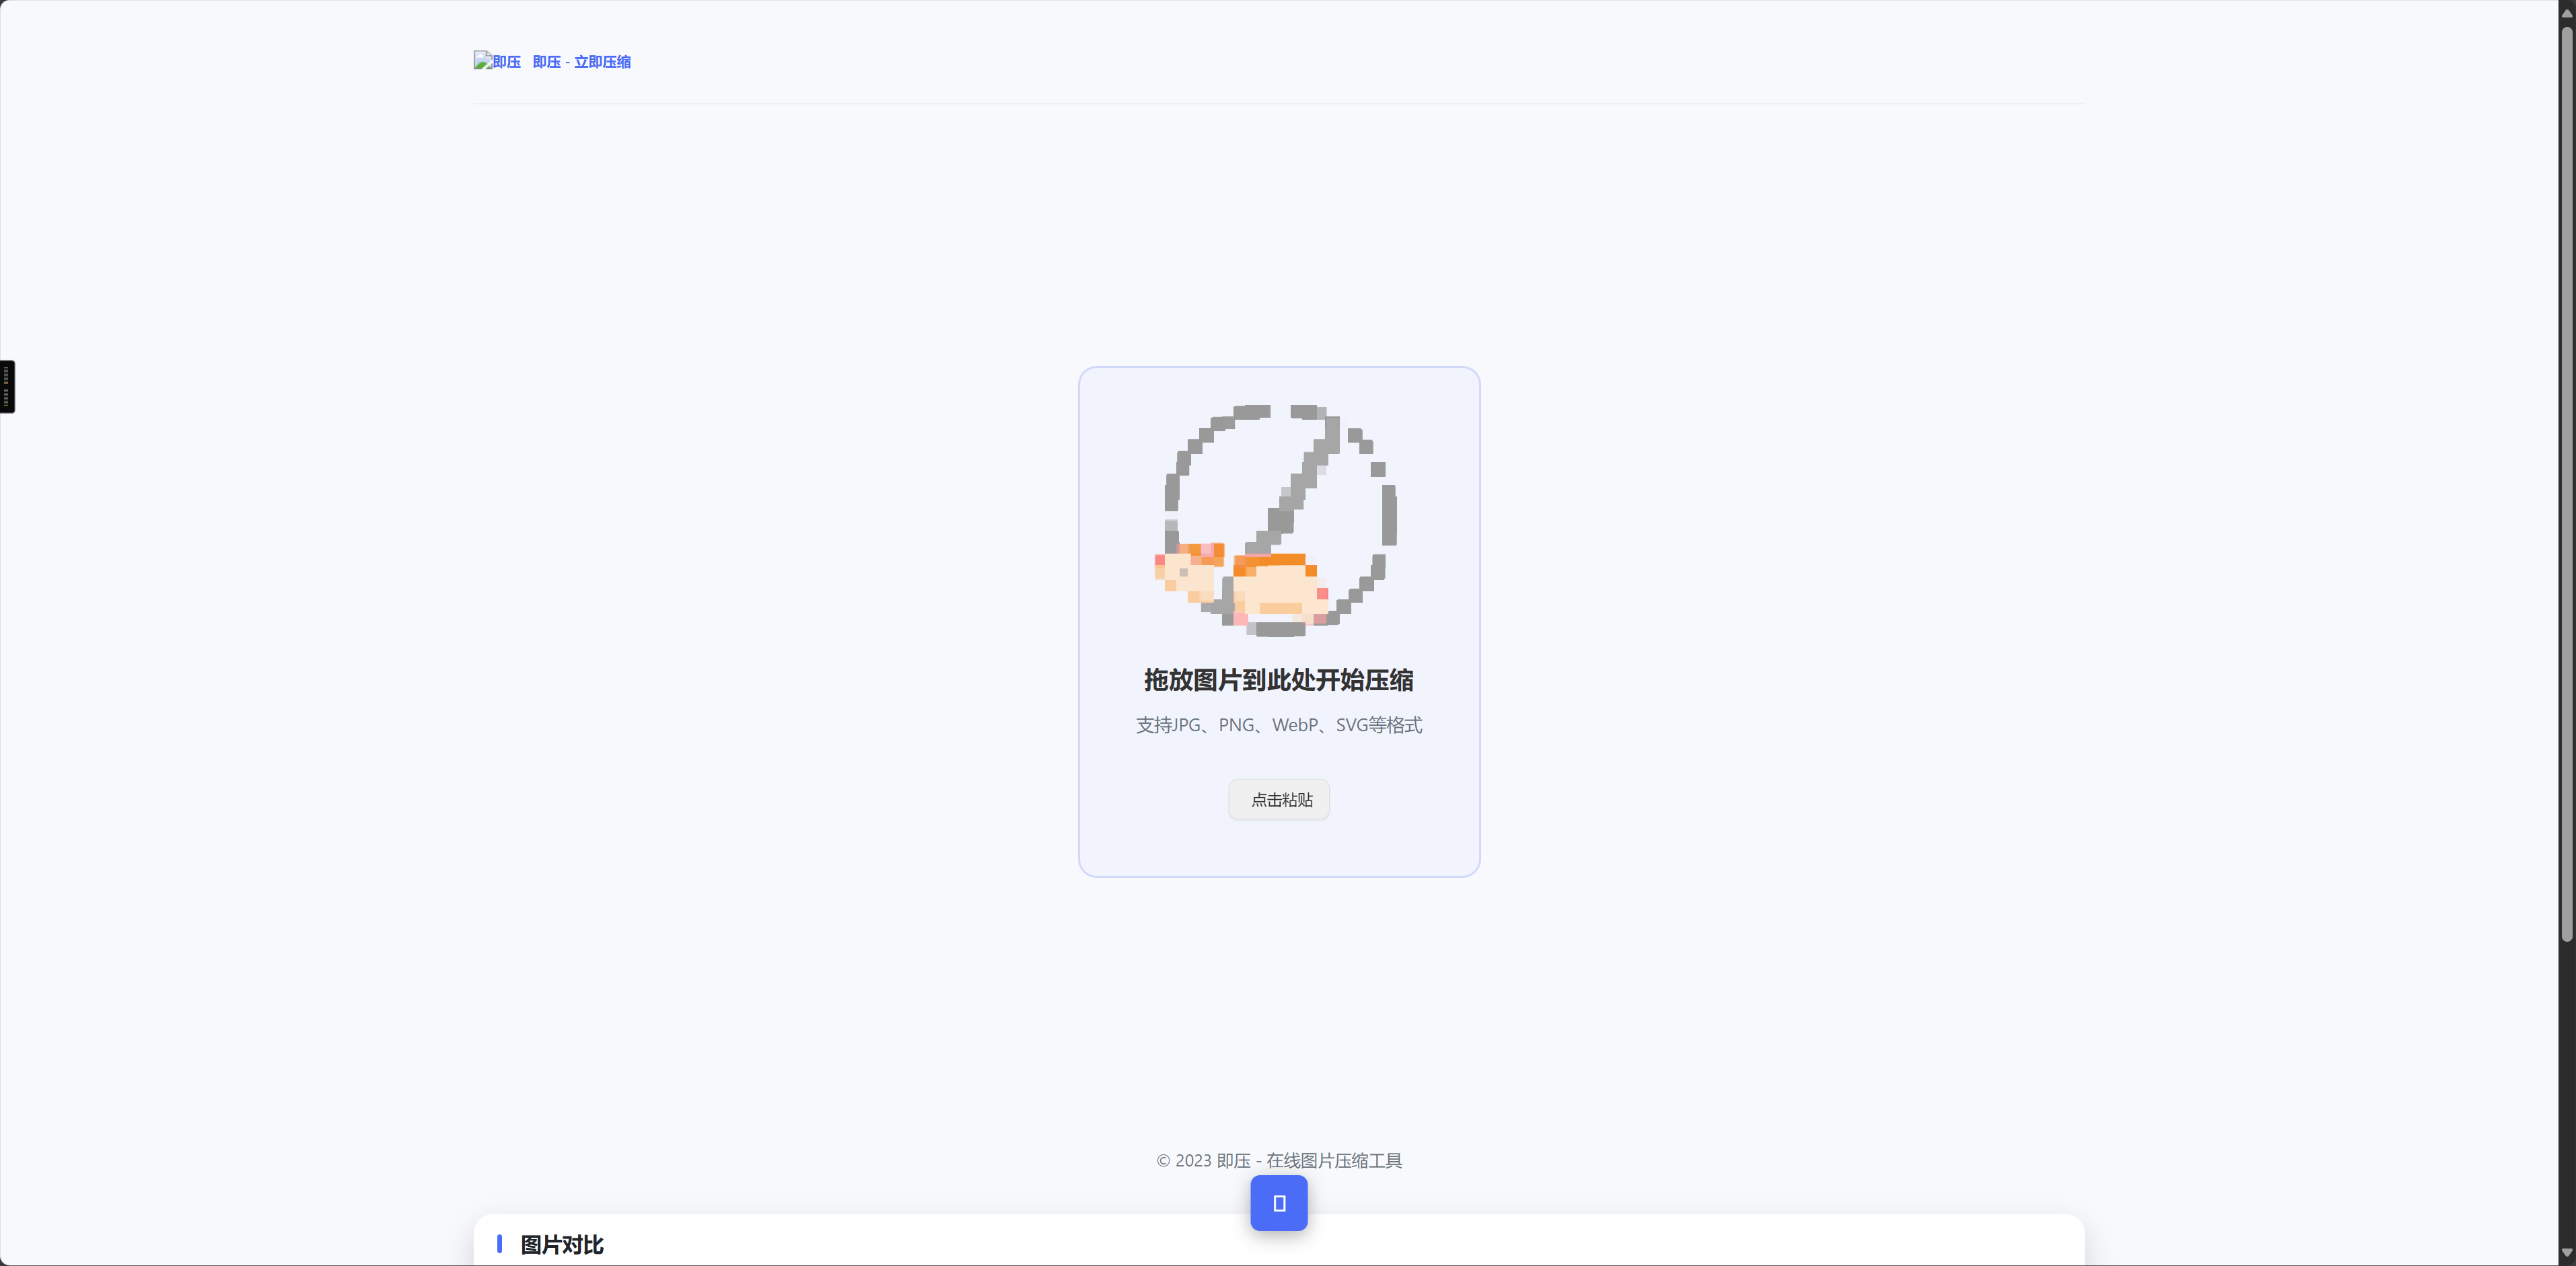 即压 即压 - 立即压缩
拖放图片到此处开始压缩
支持JPG、PNG、WebP、SVG等格式
点击粘贴
© 2023 即压 - 在线图片压缩工具
图片对比